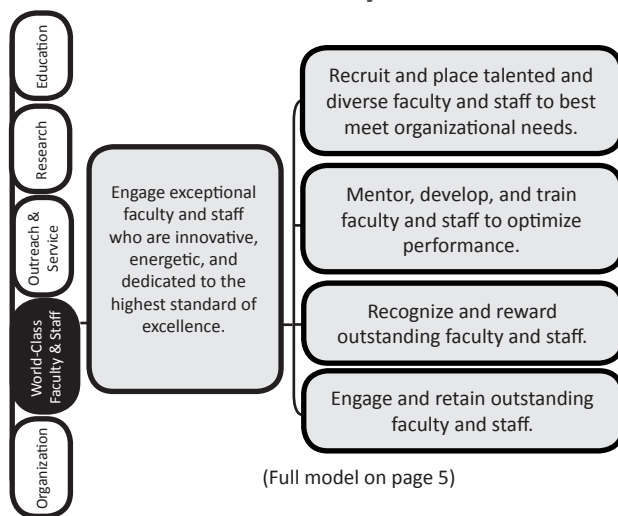 Education
Research
Outreach &
Service
World-Class
Faculty & Staff
Organization
Engage exceptional
faculty and staff
who are innovative,
energetic, and
dedicated to the
highest standard of
excellence.
Recruit and place talented and
diverse faculty and staff to best
meet organizational needs.
Mentor, develop, and train
faculty and staff to optimize
performance.
Recognize and reward
outstanding faculty and staff.
Engage and retain outstanding
faculty and staff.
(Full model on page 5)